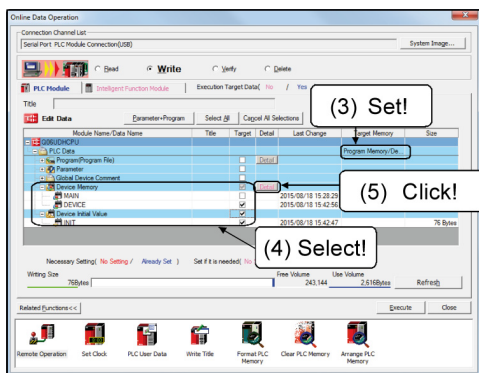 Online Data Operation
Connection Channel List
Serial Port PLC Module Connection(USB)
System Image...
Read
Write
Verify
Delete
PLC Module
Intelligent Function Module
Execution Target Data( No / Yes
Title
Edit Data
Parameter+Program
Select All
Cancel All Selections
(3) Set!
Module Name/Data Name
Title
Target
Detail
Last Change
Target Memory
Size
Q06UDHCPU
PLC Data
Program Memory/De...
Program(Program File)
Detail
Parameter
Global Device Comment
Device Memory
Detail
MAIN
2015/08/18 15:28:29
DEVICE
2015/08/18 15:42:56
Device Initial Value
INIT
2015/08/18 15:42:47
76 Bytes
(5) Click!
(4) Select!
Necessary Setting( No Setting / Already Set )
Set if it is needed( No
Writing Size
76Bytes
Free Volume
243,144
Use Volume
2,616Bytes
Refresh
Related Functions<<
Execute
Close
Remote Operation
Set Clock
PLC User Data
Write Title
Format PLC
Memory
Clear PLC Memory
Arrange PLC
Memory